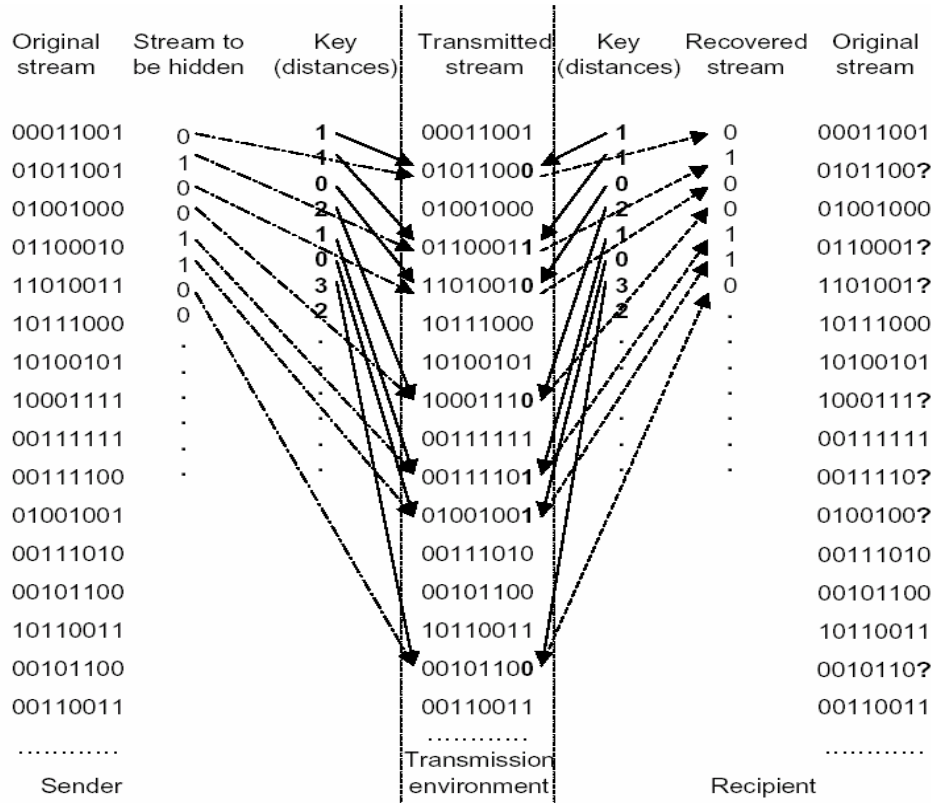 Original Stream to Key Transmitted Key Recovered Original
stream be hidden (distances) stream (distances) stream stream
00011001 0 1 00011001 1 0 00011001
01011001 1 1 01011000 1 1 0101100?
01001000 0 0 01001000 0 0 01001000
01100010 0 2 01100011 2 0 0110001?
11010011 1 1 11010010 1 1 1101001?
10111000 1 0 10111000 0 1 10111000
10100101 0 3 10100101 3 0 10100101
10001111 0 2 10001110 2 1000111?
00111111 00111111 00111111
00111100 00111101 0011110?
01001001 01001001 0100100?
00111010 00111010 00111010
00101100 00101100 00101100
10110011 10110011 10110011
00101100 00101100 0010110?
00110011 00110011 00110011
............ ............ ............
Sender Transmission environment Recipient